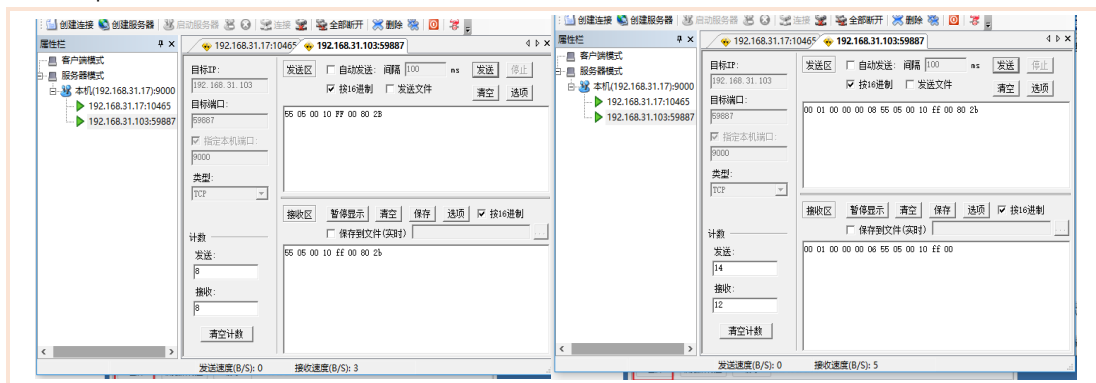 创建连接 创建服务器 启动服务器 连接 全部断开 删除
属性栏
客户端模式
服务器模式
本机(192.168.31.17):9000
192.168.31.17:10465
192.168.31.103:59887
192.168.31.17:10465 192.168.31.103:59887
目标IP:
192.168.31.103
目标端口:
59887
指定本机端口:
9000
类型:
TCP
计数
发送:
8
接收:
8
清空计数
发送区 自动发送: 间隔 100 ms 发送 停止
按16进制 发送文件 清空 选项
55 05 00 10 FF 00 80 2B
接收区 暂停显示 清空 保存 选项 按16进制
保存到文件(实时) ...
55 05 00 10 ff 00 80 2b
发送速度(B/S): 0 接收速度(B/S): 3
创建连接 创建服务器 启动服务器 连接 全部断开 删除
属性栏
客户端模式
服务器模式
本机(192.168.31.17):9000
192.168.31.17:10465
192.168.31.103:59887
192.168.31.17:10465 192.168.31.103:59887
目标IP:
192.168.31.103
目标端口:
59887
指定本机端口:
9000
类型:
TCP
计数
发送:
14
接收:
12
清空计数
发送区 自动发送: 间隔 100 ms 发送 停止
按16进制 发送文件 清空 选项
00 01 00 00 00 08 55 05 00 10 ff 00 80 2b
接收区 暂停显示 清空 保存 选项 按16进制
保存到文件(实时) ...
00 01 00 00 00 06 55 05 00 10 ff 00
发送速度(B/S): 0 接收速度(B/S): 5